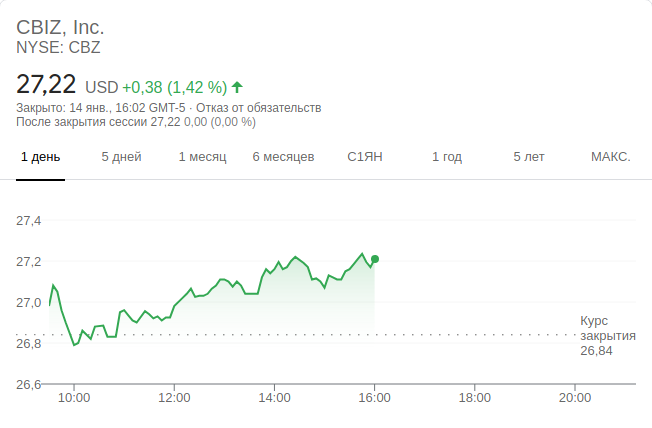 CBIZ, Inc.
NYSE: CBZ
27,22 USD +0,38 (1,42 %)
Закрыто: 14 янв., 16:02 GMT-5 · Отказ от обязательств
После закрытия сессии 27,22 0,00 (0,00 %)
1 день 5 дней 1 месяц 6 месяцев С1ЯН 1 год 5 лет МАКС.
27,4
27,2
27,0
26,8
26,6
Курс
закрытия
26,84
10:00 12:00 14:00 16:00 18:00 20:00